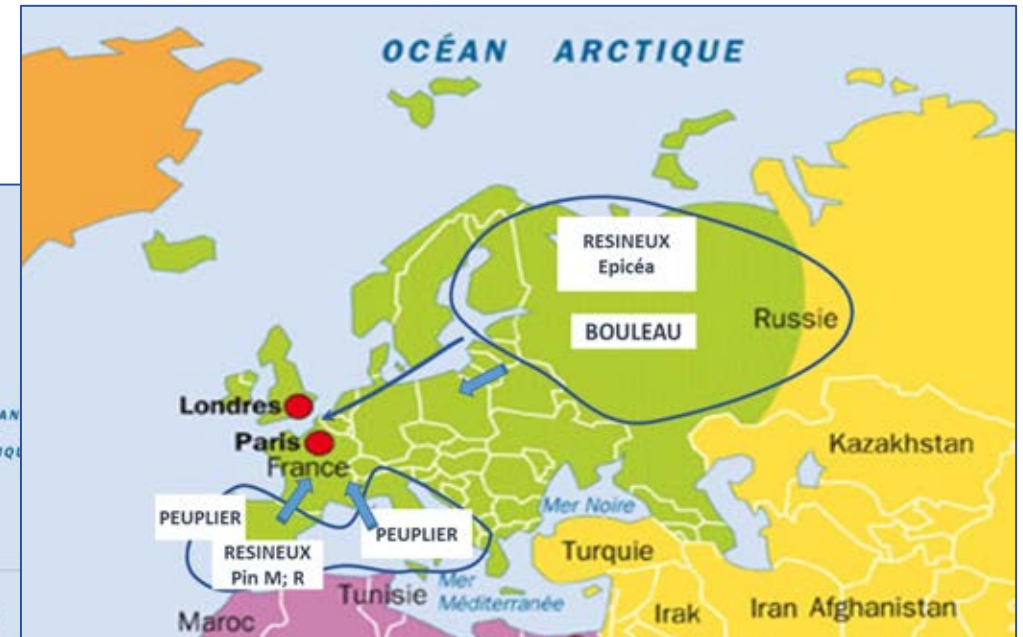 OCÉAN ARCTIQUE
RESINEUX
Epicéa
BOULEAU
Russie
Londres
Paris
France
Kazakhstan
PEUPLIER
PEUPLIER
RESINEUX
Pin M; R
Mer Noire
Turquie
Tunisie
Mer
Méditerranée
Maroc
Irak
Iran Afghanistan